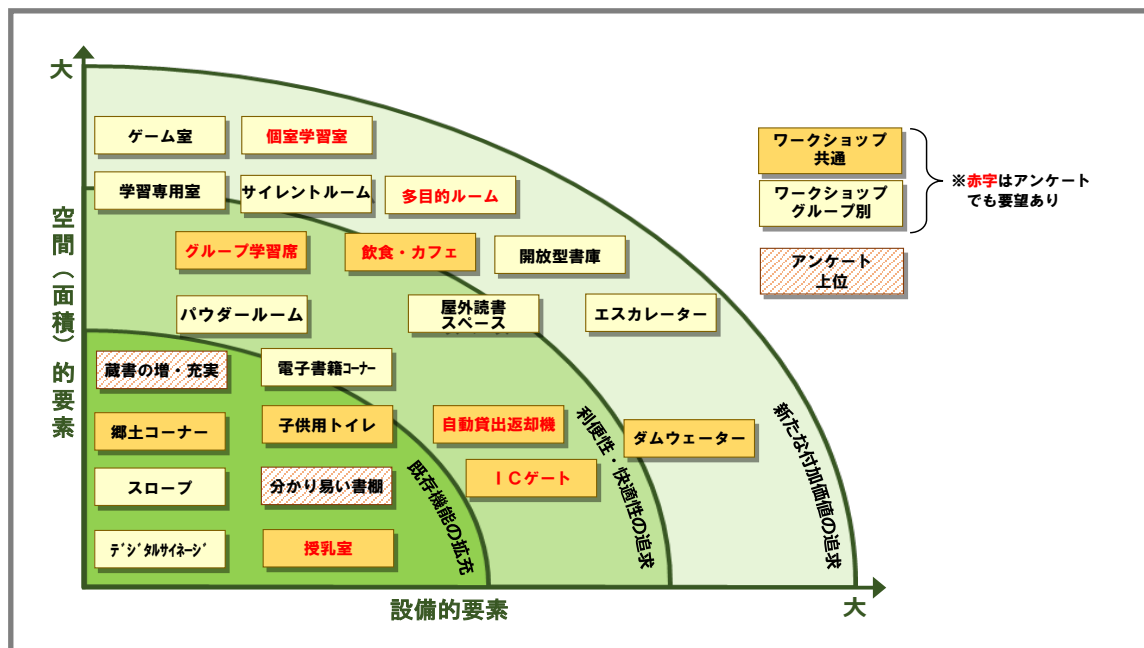 大
ゲーム室
個室学習室
学習専用室
サイレントルーム
多目的ルーム
グループ学習席
飲食・カフェ
開放型書庫
パウダールーム
屋外読書
スペース
エスカレーター
蔵書の増・充実
電子書籍コーナー
郷土コーナー
子供用トイレ
自動貸出返却機
ダムウェーター
スロープ
分かり易い書棚
ICゲート
デジタルサイネージ
授乳室
既存機能の拡充
利便性・快適性の追求
新たな付加価値の追求
空間(面積)的要素
設備的要素
大
ワークショップ
共通
ワークショップ
グループ別
※赤字はアンケート
でも要望あり
アンケート
上位